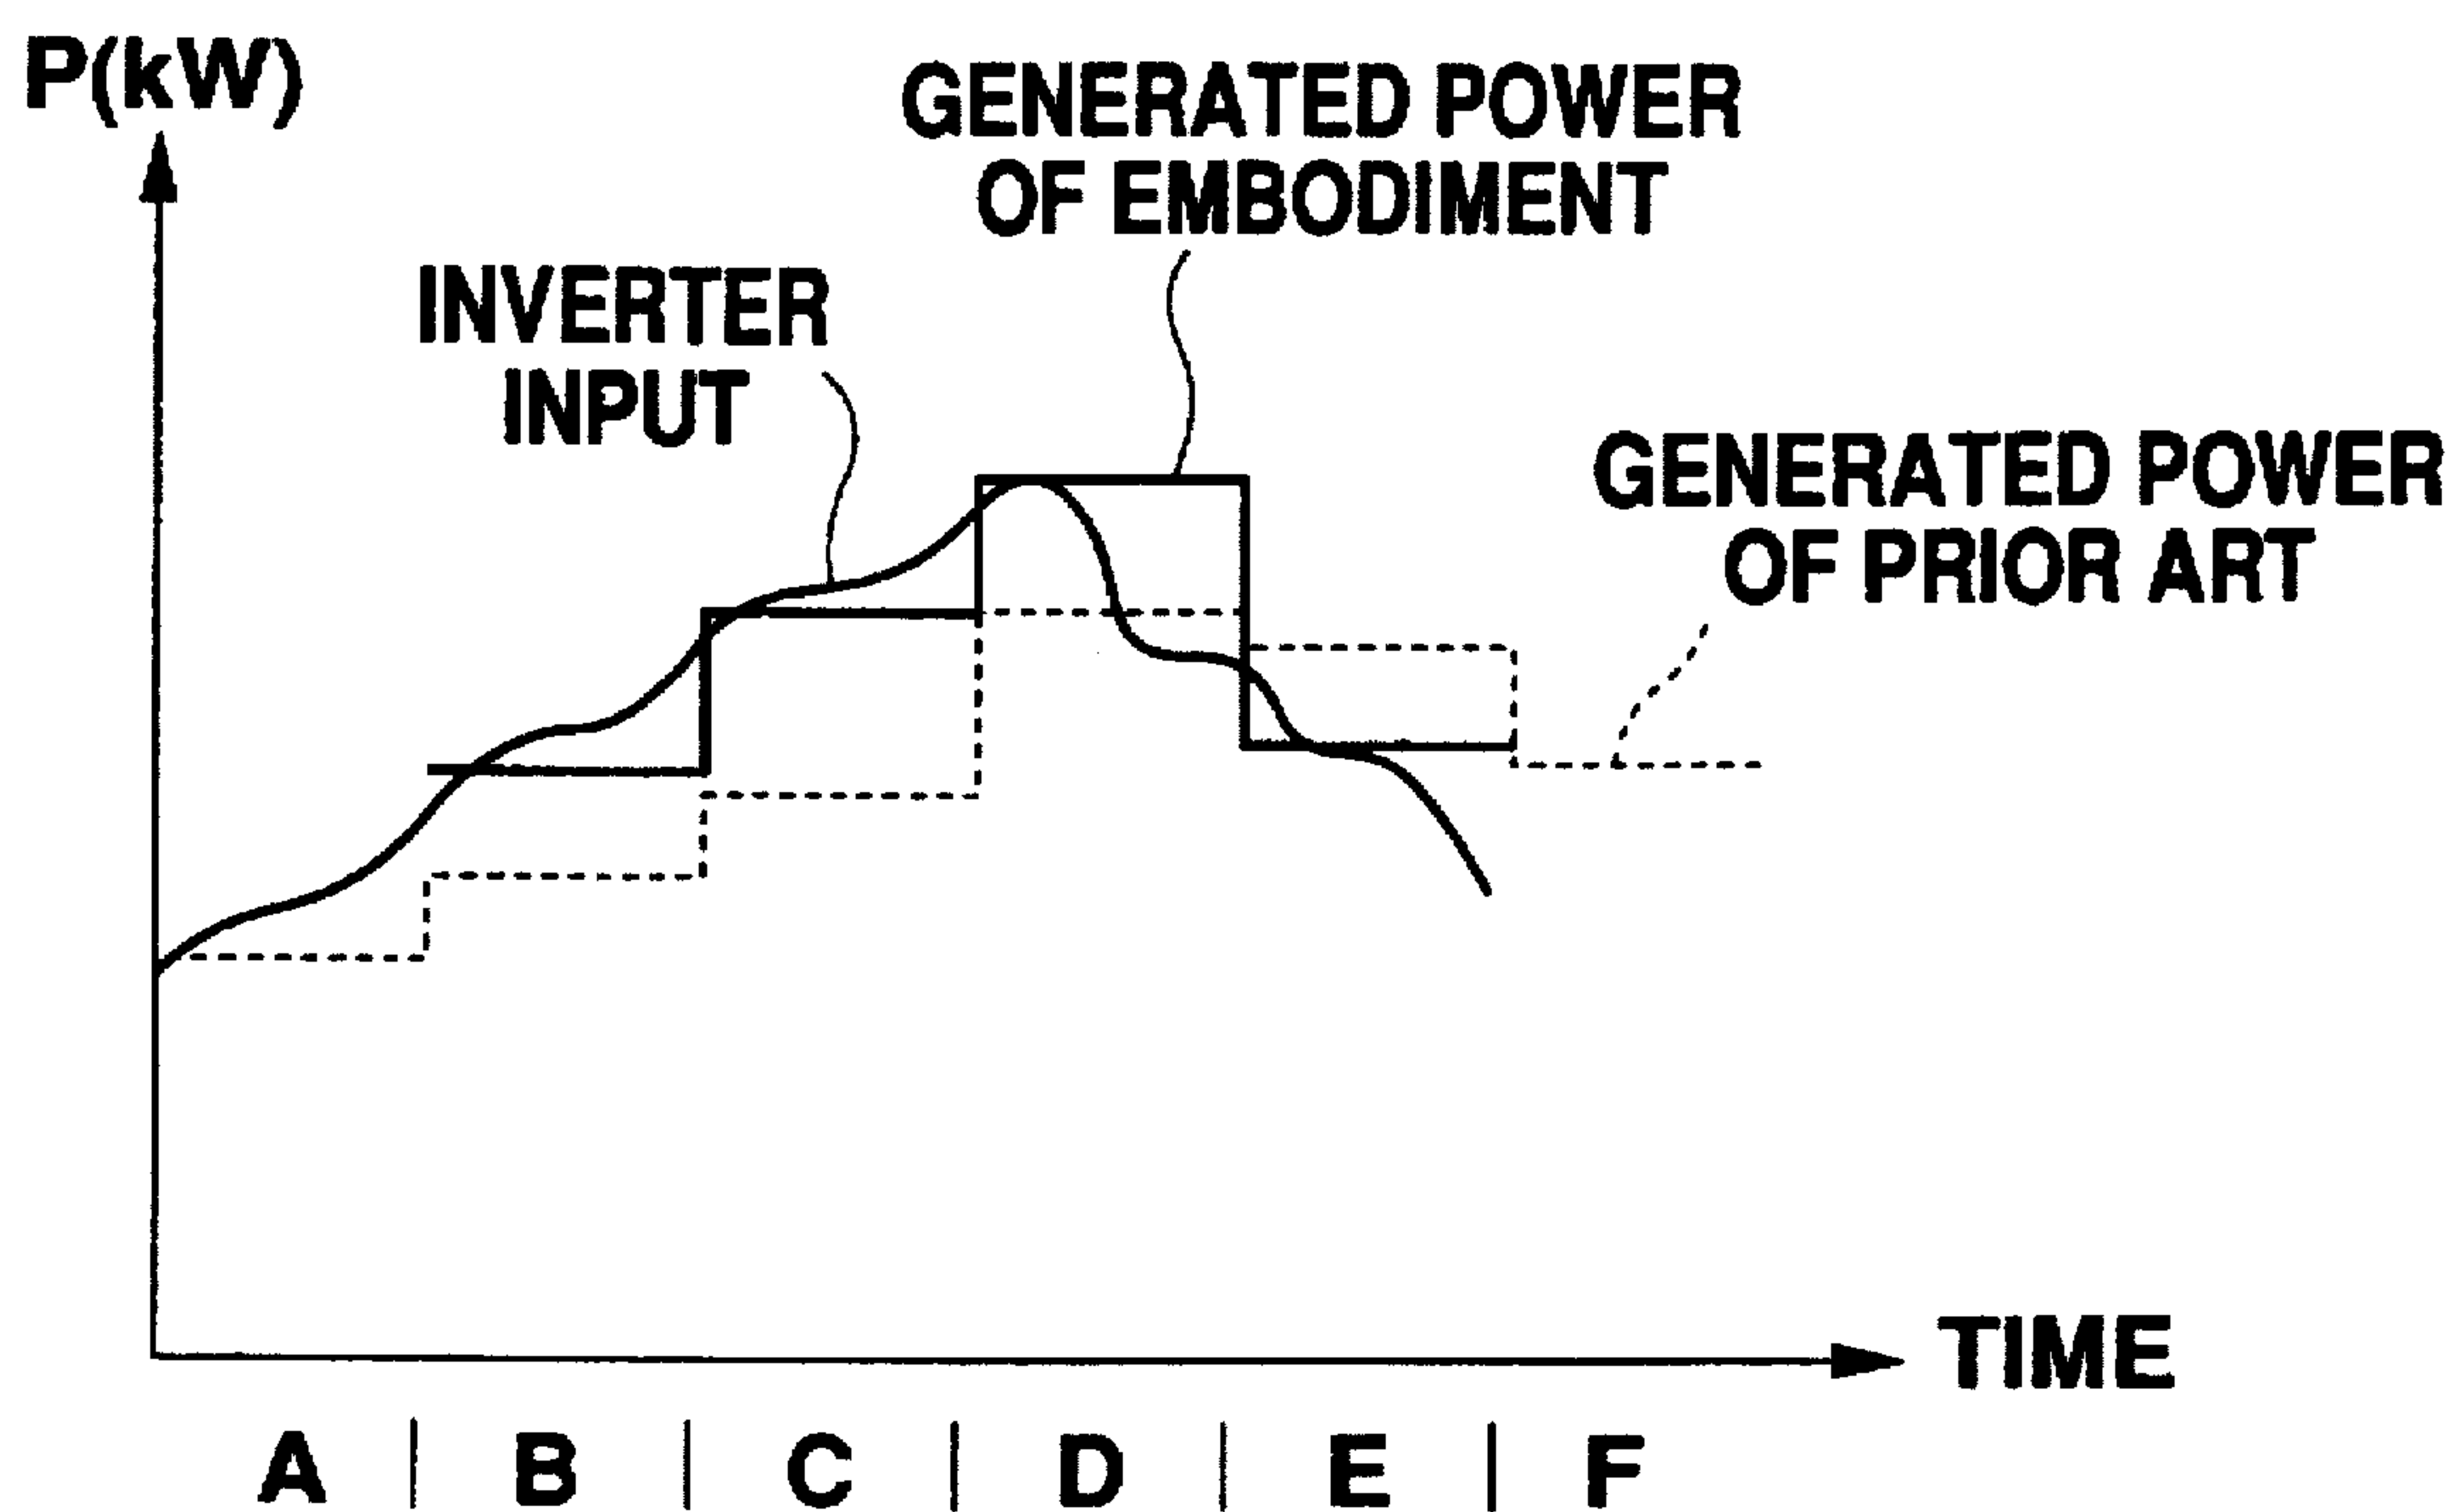 P(kW)
GENERATED POWER
OF EMBODIMENT
INVERTER
INPUT
GENERATED POWER
OF PRIOR ART
TIME
A B C D E F